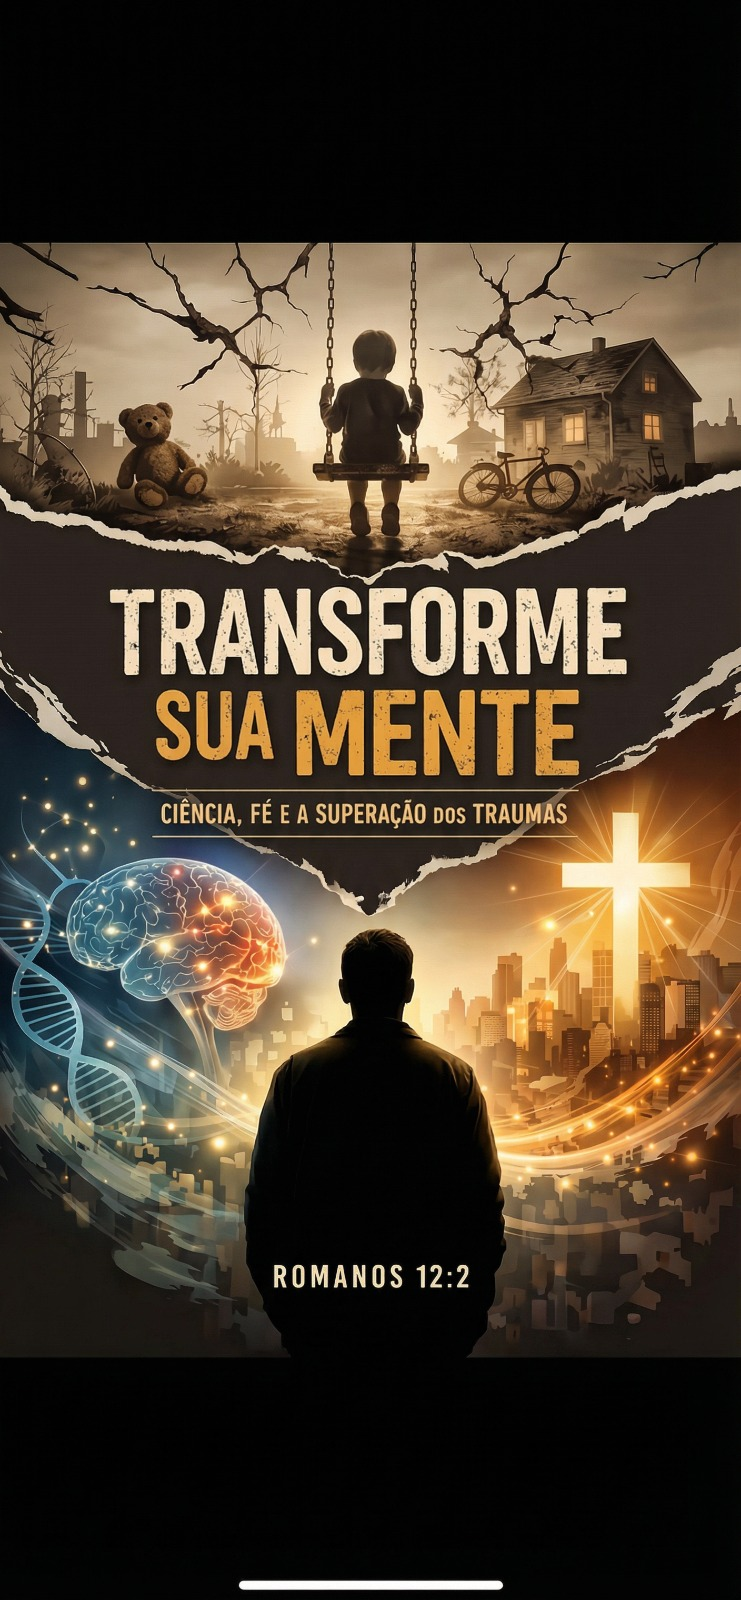 TRANSFORME
SUA MENTE
CIÊNCIA, FÉ E A SUPERAÇÃO DOS TRAUMAS
ROMANOS 12:2